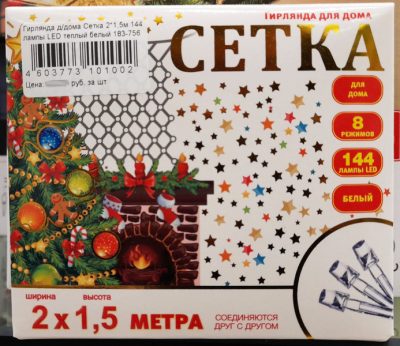 Гирлянда д/дома Сетка 2*1,5м 144
лампы LED теплый белый 183-756
4 603773 101002
Цена: руб. за шт
ГИРЛЯНДА ДЛЯ ДОМА
СЕТКА
ДЛЯ
ДОМА
8
РЕЖИМОВ
144
ЛАМПЫ LED
БЕЛЫЙ
ширина высота
2 x 1,5 МЕТРА
СОЕДИНЯЮТСЯ
ДРУГ С ДРУГОМ